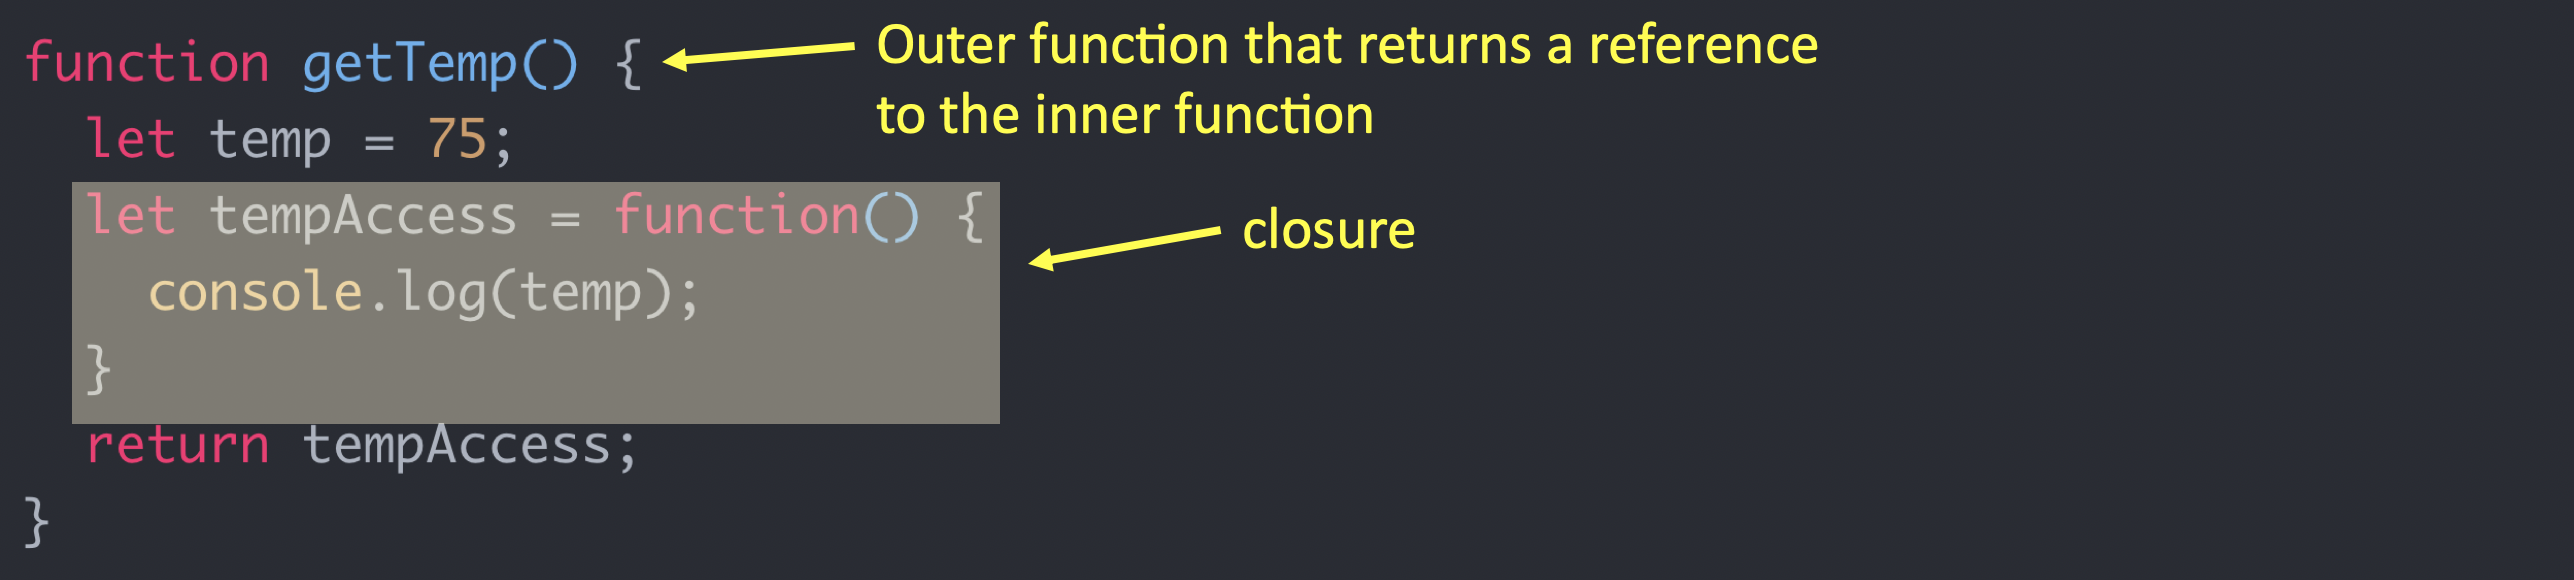 function getTemp() {
Outer function that returns a reference
to the inner function
let temp = 75;
let tempAccess = function() {
closure
console.log(temp);
}
return tempAccess;
}